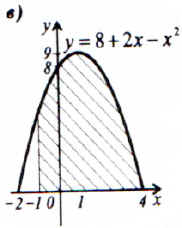 в)
y
y = 8 + 2x − x²
9
8
−2 −1 0 1 4 x